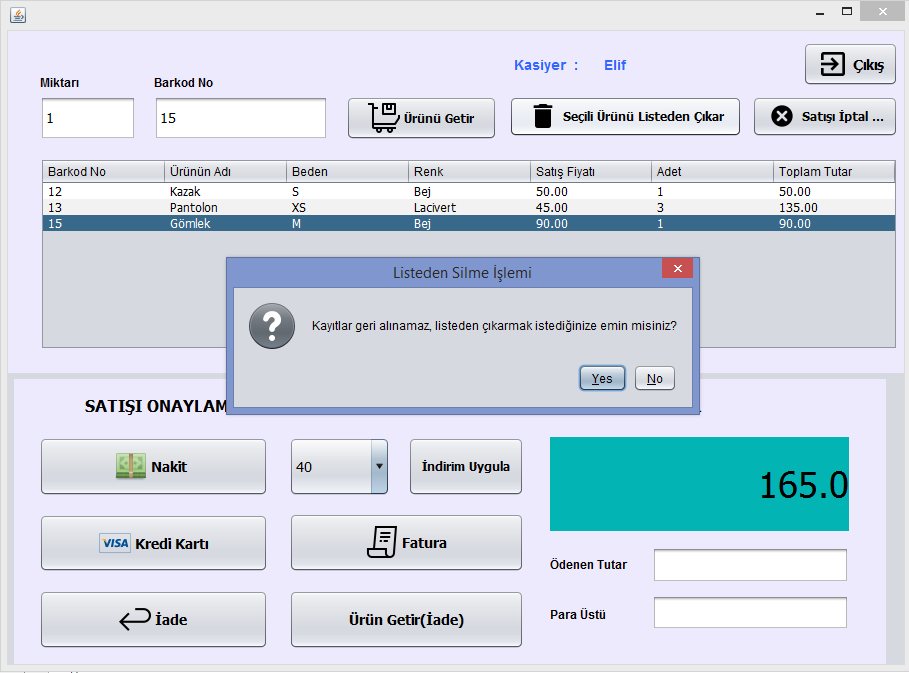 Kasiyer :
Elif
Çıkış
Miktarı
Barkod No
1
15
Ürünü Getir
Seçili Ürünü Listeden Çıkar
Satışı İptal ...
Barkod No Ürünün Adı Beden Renk Satış Fiyatı Adet Toplam Tutar
12 Kazak S Bej 50.00 1 50.00
13 Pantolon XS Lacivert 45.00 3 135.00
15 Gömlek M Bej 90.00 1 90.00
Listeden Silme İşlemi
Kayıtlar geri alınamaz, listeden çıkarmak istediğinize emin misiniz?
Yes
No
SATIŞI ONAYLAM
Nakit
40
İndirim Uygula
165.0
VISA Kredi Kartı
Fatura
Ödenen Tutar
İade
Ürün Getir(İade)
Para Üstü